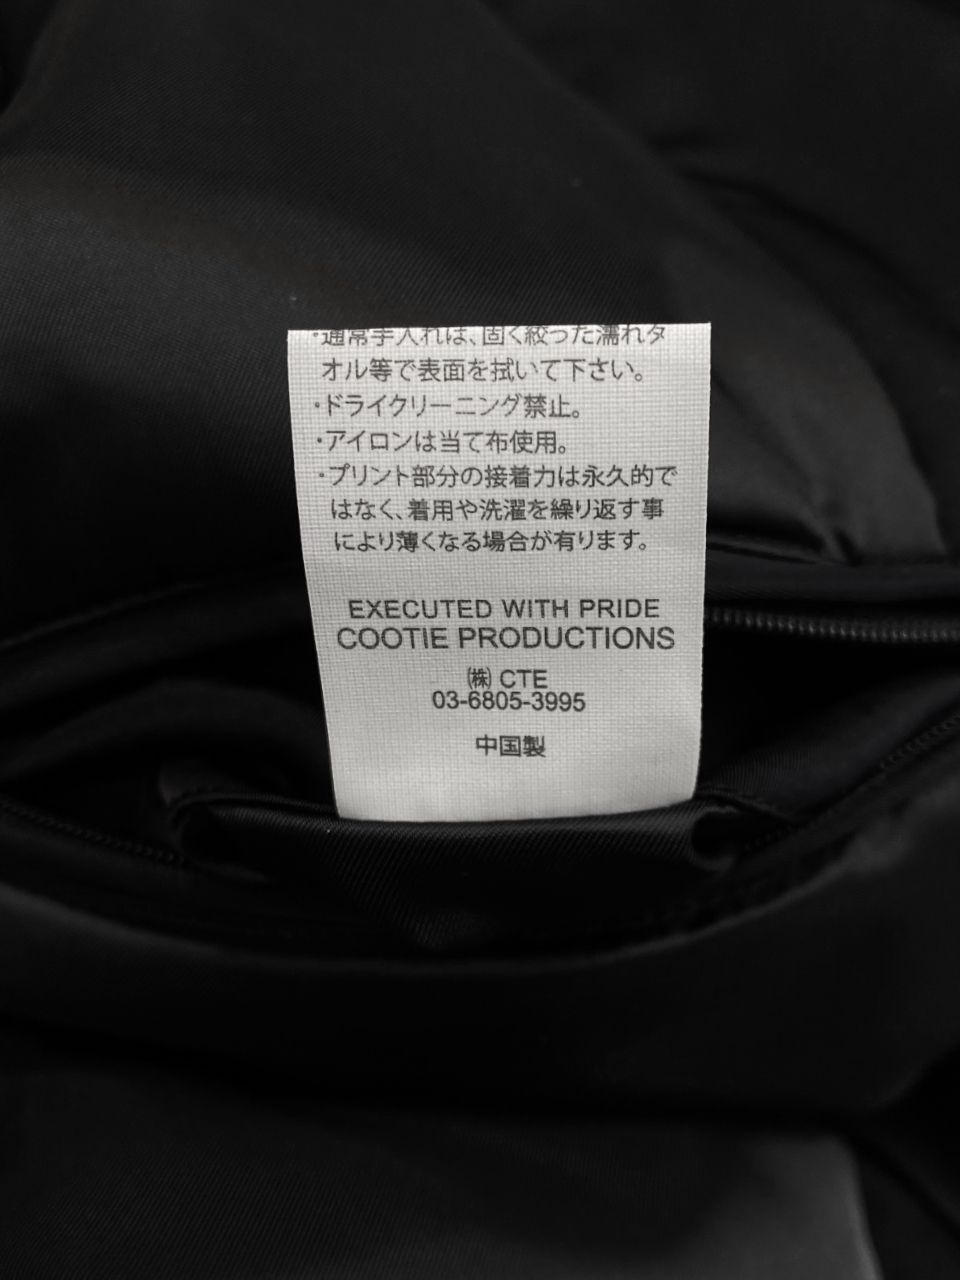 ・通常手入れは、固く絞った濡れタ
オル等で表面を拭いて下さい。
・ドライクリーニング禁止。
・アイロンは当て布使用。
・プリント部分の接着力は永久的で
はなく、着用や洗濯を繰り返す事
により薄くなる場合が有ります。
EXECUTED WITH PRIDE
COOTIE PRODUCTIONS
㈱ CTE
03-6805-3995
中国製